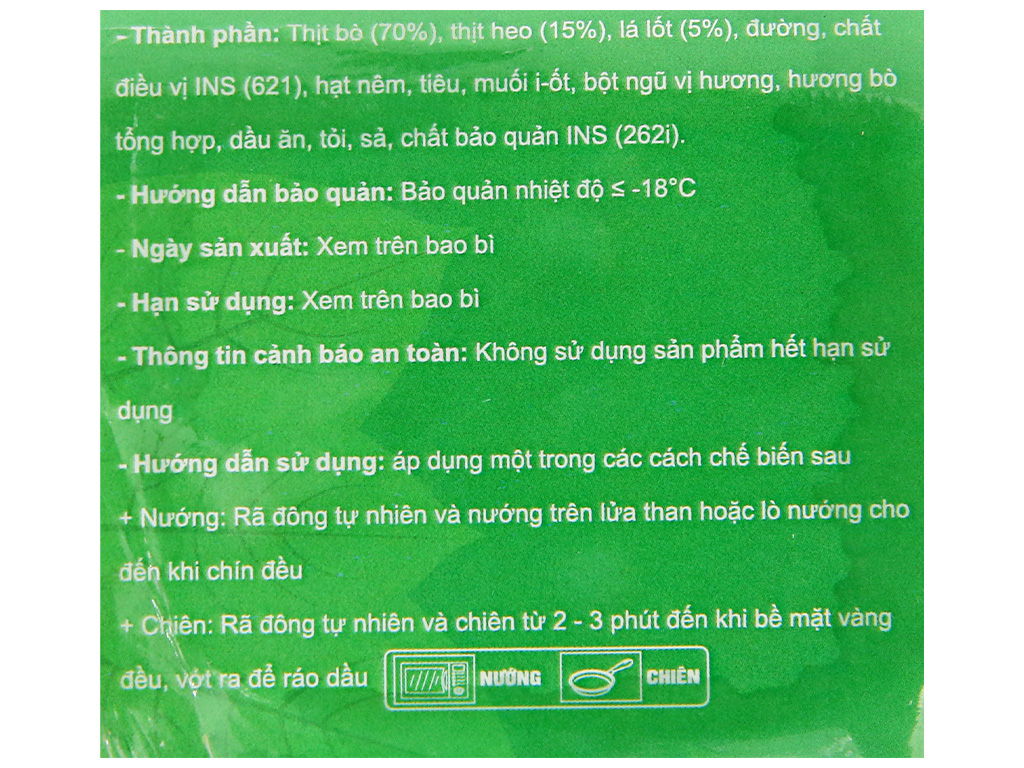 - Thành phần: Thịt bò (70%), thịt heo (15%), lá lốt (5%), đường, chất
điều vị INS (621), hạt nêm, tiêu, muối i-ốt, bột ngũ vị hương, hương bò
tổng hợp, dầu ăn, tỏi, sả, chất bảo quản INS (262i).
- Hướng dẫn bảo quản: Bảo quản nhiệt độ ≤ -18°C
- Ngày sản xuất: Xem trên bao bì
- Hạn sử dụng: Xem trên bao bì
- Thông tin cảnh báo an toàn: Không sử dụng sản phẩm hết hạn sử
dụng
- Hướng dẫn sử dụng: áp dụng một trong các cách chế biến sau
+ Nướng: Rã đông tự nhiên và nướng trên lửa than hoặc lò nướng cho
đến khi chín đều
+ Chiên: Rã đông tự nhiên và chiên từ 2 - 3 phút đến khi bề mặt vàng
đều, vớt ra để ráo dầu NƯỚNG CHIÊN